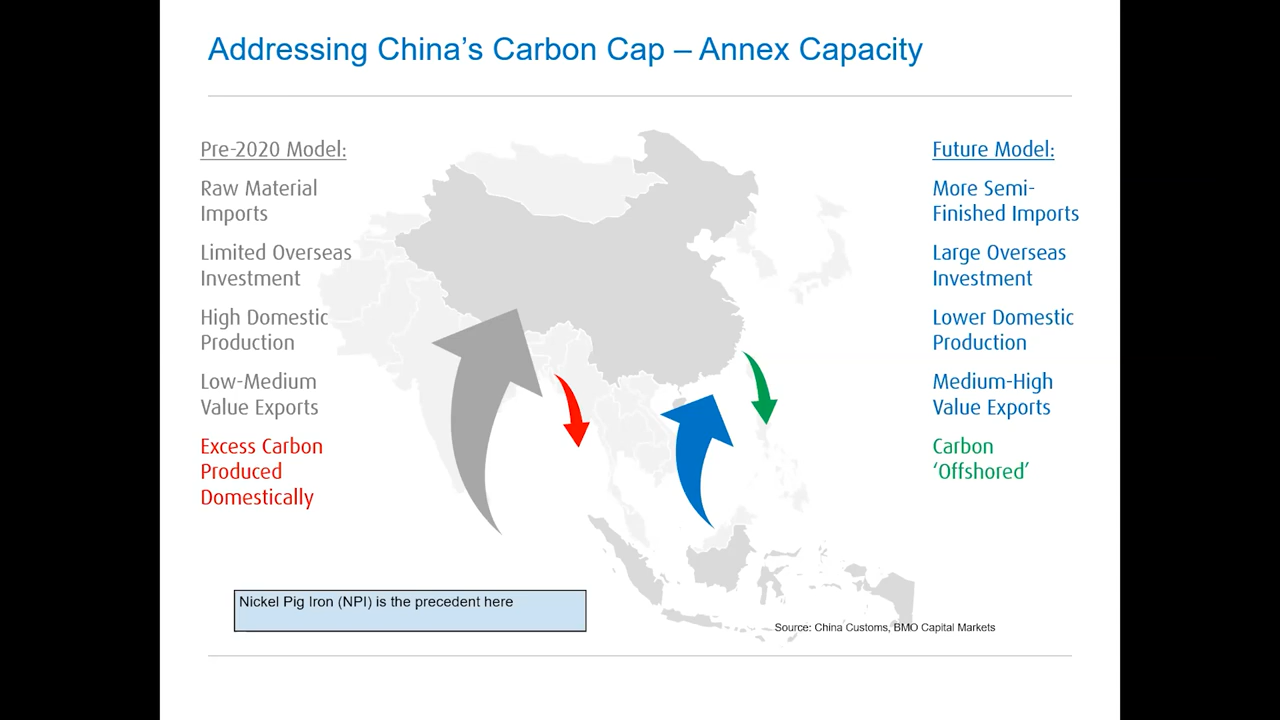 Addressing China’s Carbon Cap – Annex Capacity
Pre-2020 Model:
Raw Material
Imports
Limited Overseas
Investment
High Domestic
Production
Low-Medium
Value Exports
Excess Carbon
Produced
Domestically
Future Model:
More Semi-
Finished Imports
Large Overseas
Investment
Lower Domestic
Production
Medium-High
Value Exports
Carbon
‘Offshored’
Nickel Pig Iron (NPI) is the precedent here
Source: China Customs, BMO Capital Markets